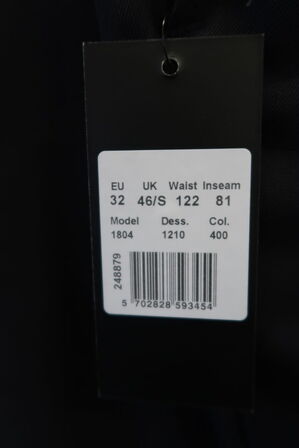 EU UK Waist Inseam
32 46/S 122 81
Model Dess. Col.
1804 1210 400
248879
5 702828 593454